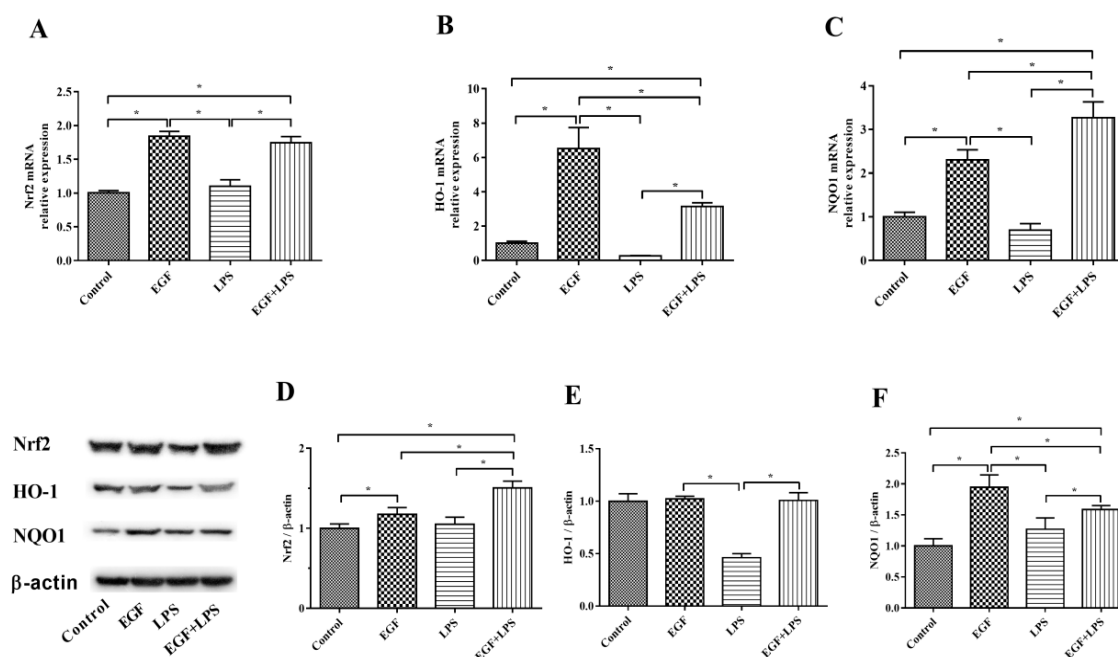 A
Nrf2 mRNA
relative expression
2.5
2.0
1.5
1.0
0.5
0.0
*
* * *
Control
EGF
LPS
EGF+LPS
B
HO-1 mRNA
relative expression
10
8
6
4
2
0
*
*
* *
*
Control
EGF
LPS
EGF+LPS
C
NQO1 mRNA
relative expression
5
4
3
2
1
0
*
*
*
* *
Control
EGF
LPS
EGF+LPS
Nrf2
HO-1
NQO1
β-actin
Control
EGF
LPS
EGF+LPS
D
Nrf2 / β-actin
2
1
0
*
*
*
*
Control
EGF
LPS
EGF+LPS
E
HO-1 / β-actin
1.5
1.0
0.5
0.0
* *
Control
EGF
LPS
EGF+LPS
F
NQO1 / β-actin
2.5
2.0
1.5
1.0
0.5
0.0
*
*
* *
*
Control
EGF
LPS
EGF+LPS